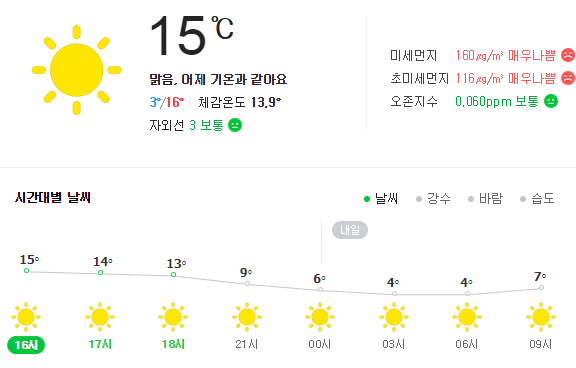 15℃
맑음, 어제 기온과 같아요
3°/16° 체감온도 13.9°
자외선 3 보통
미세먼지 160㎍/㎥ 매우나쁨
초미세먼지 116㎍/㎥ 매우나쁨
오존지수 0.060ppm 보통
시간대별 날씨
날씨 강수 바람 습도
내일
15° 14° 13° 9° 6° 4° 4° 7°
16시 17시 18시 21시 00시 03시 06시 09시